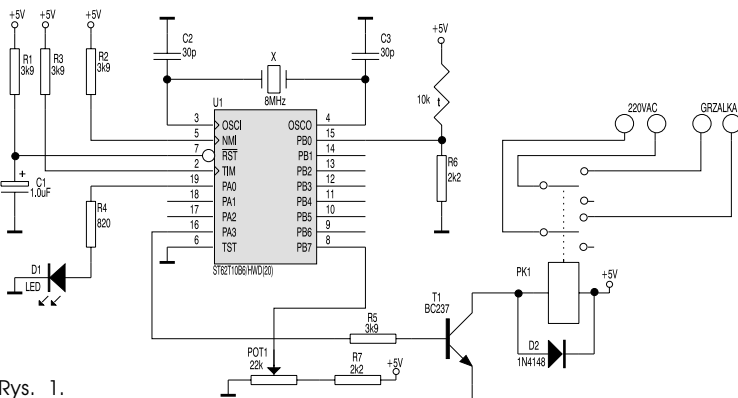 +5V
+5V
+5V
R1
3k9
R3
3k9
R2
3k9
C2
30p
C3
30p
X
8MHz
+5V
10k
t
220VAC
GRZALKA
U1
3
OSCI
OSCO
4
5
NMI
PB0
15
7
RST
PB1
14
2
TIM
PB2
13
19
PA0
PB3
12
18
PA1
PB4
11
17
PA2
PB5
10
16
PA3
PB6
9
6
TST
PB7
8
ST62T10B6/HWD(20)
R6
2k2
+
C1
1.0uF
R4
820
D1
LED
PK1
+5V
T1
BC237
R5
3k9
D2
1N4148
POT1
22k
R7
2k2
+5V
Rys. 1.